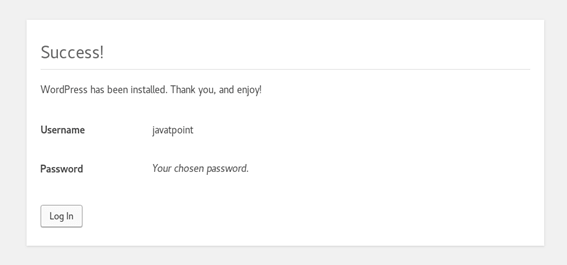 Success!
WordPress has been installed. Thank you, and enjoy!
Username javatpoint
Password Your chosen password.
Log In